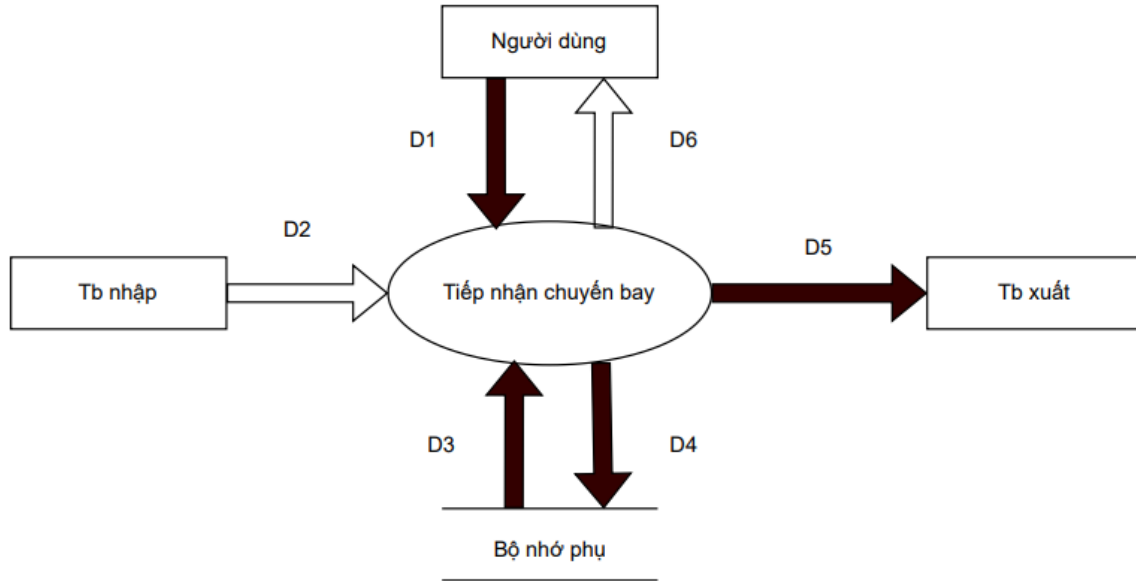 Người dùng
D1
D6
D2
D5
Tb nhập
Tiếp nhận chuyến bay
Tb xuất
D3
D4
Bộ nhớ phụ